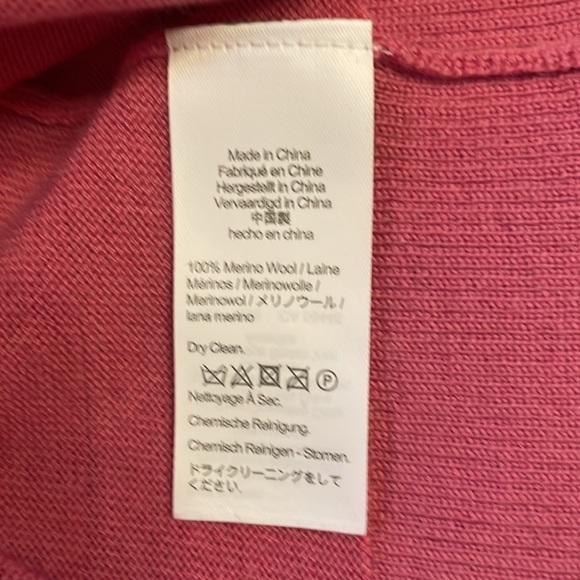 Made in China
Fabriqué en Chine
Hergestellt in China
Vervaardigd in China
中国製
hecho en china
100% Merino Wool / Laine
Mérinos / Merinowolle /
Merinowol / メリノウール /
lana merino
Dry Clean.
P
Nettoyage À Sec.
Chemische Reinigung.
Chemisch Reinigen - Stomen.
ドライクリーニングをして
ください.